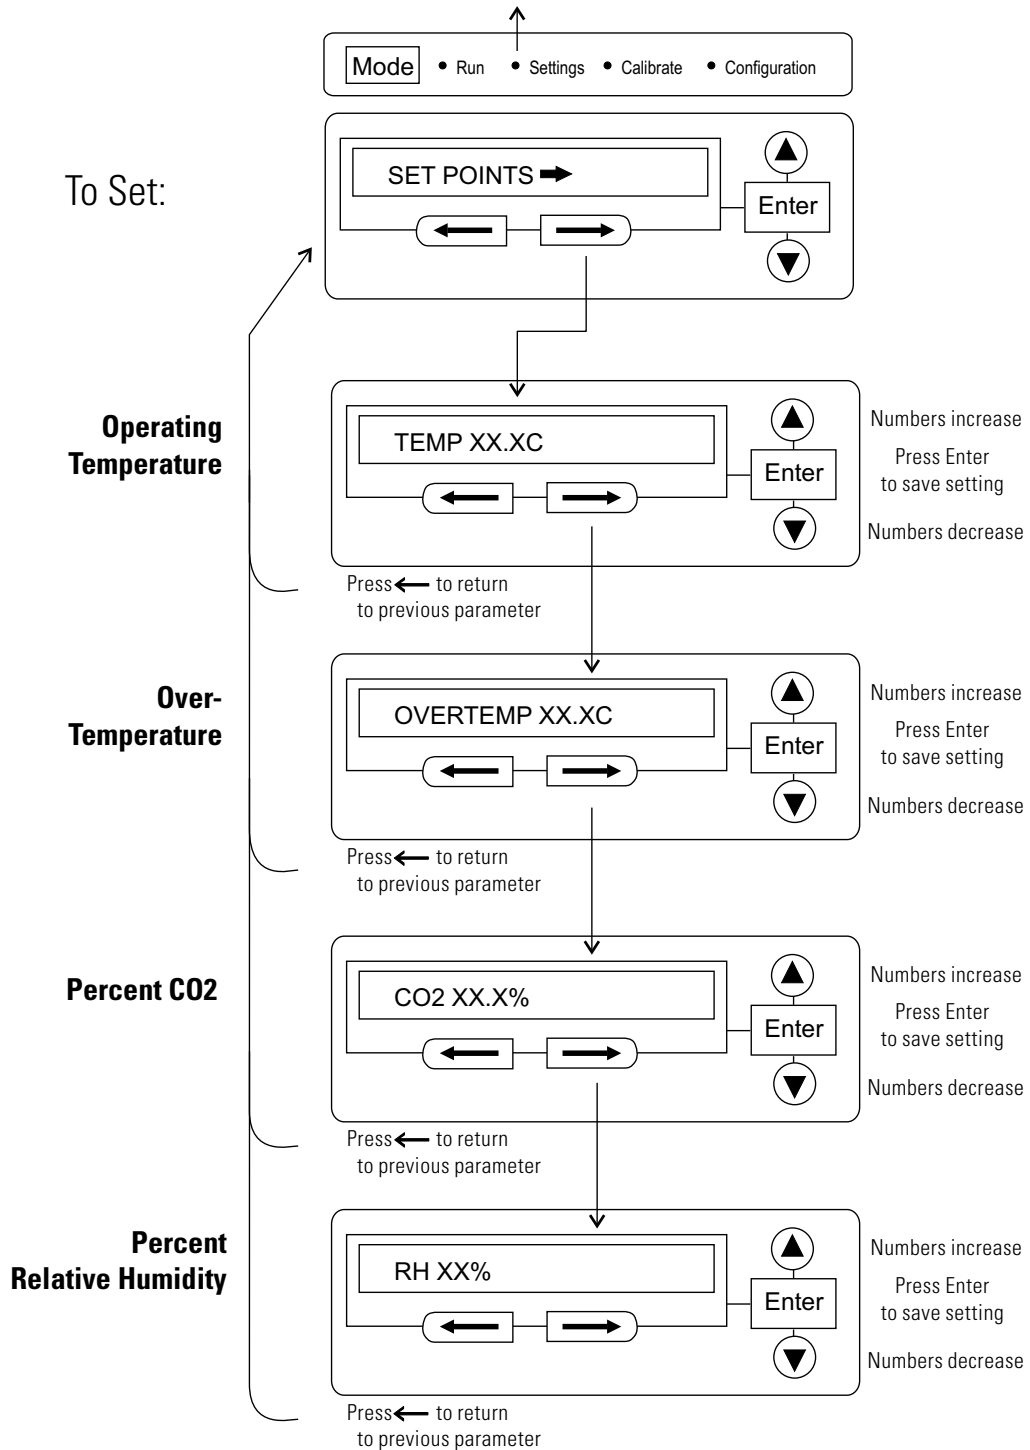 Mode • Run • Settings • Calibrate • Configuration
To Set:
SET POINTS ➡
Enter
Operating
Temperature
TEMP XX.XC
Enter
Numbers increase
Press Enter
to save setting
Numbers decrease
Press ← to return
to previous parameter
Over-
Temperature
OVERTEMP XX.XC
Enter
Numbers increase
Press Enter
to save setting
Numbers decrease
Press ← to return
to previous parameter
Percent CO2
CO2 XX.X%
Enter
Numbers increase
Press Enter
to save setting
Numbers decrease
Press ← to return
to previous parameter
Percent
Relative Humidity
RH XX%
Enter
Numbers increase
Press Enter
to save setting
Numbers decrease
Press ← to return
to previous parameter